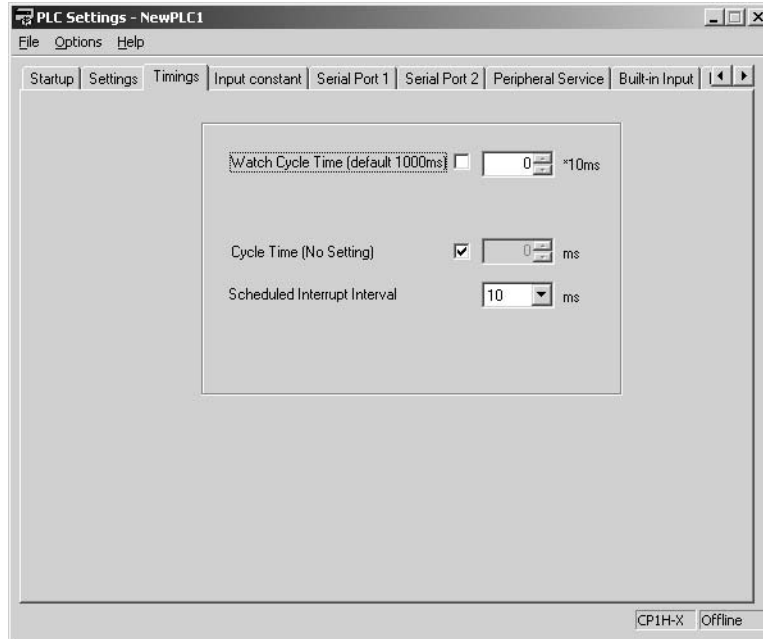 PLC Settings - NewPLC1
File Options Help
Startup Settings Timings Input constant Serial Port 1 Serial Port 2 Peripheral Service Built-in Input
Watch Cycle Time (default 1000ms) 0 *10ms
Cycle Time (No Setting) 0 ms
Scheduled Interrupt Interval 10 ms
CP1H-X Offline